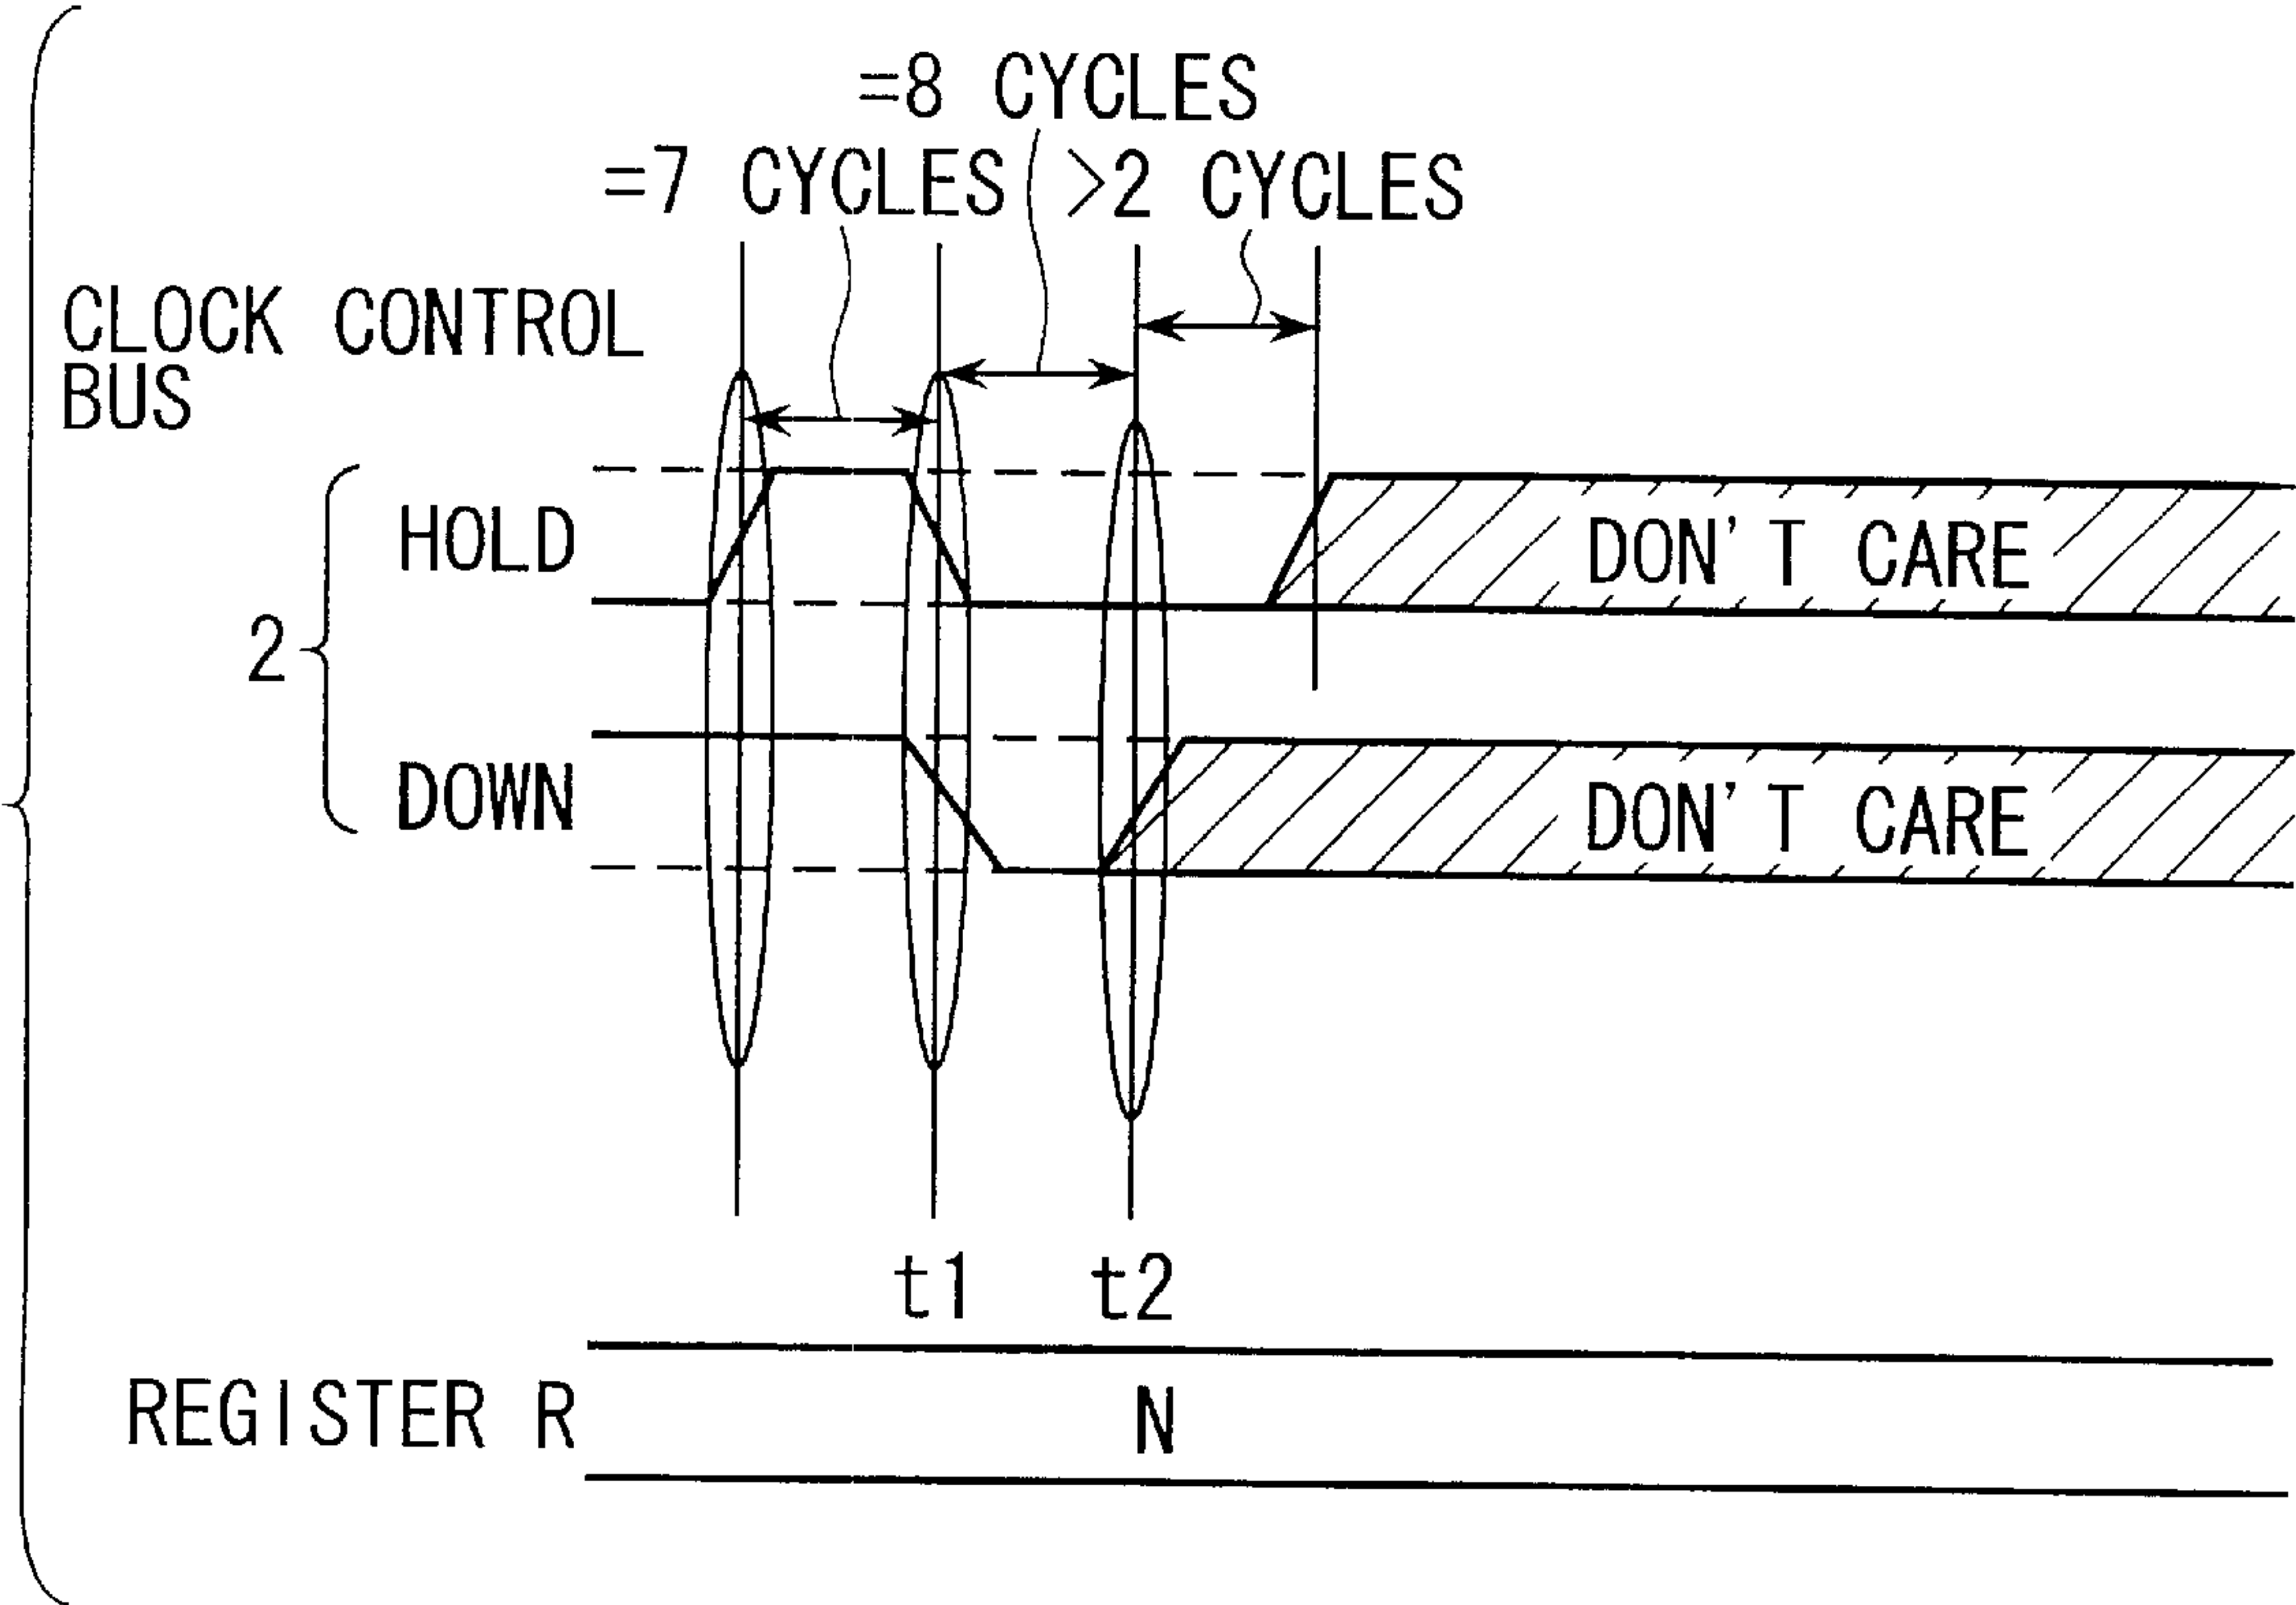 =8 CYCLES
=7 CYCLES >2 CYCLES
CLOCK CONTROL
BUS
HOLD
DON'T CARE
2
DOWN
DON'T CARE
t1 t2
REGISTER R N